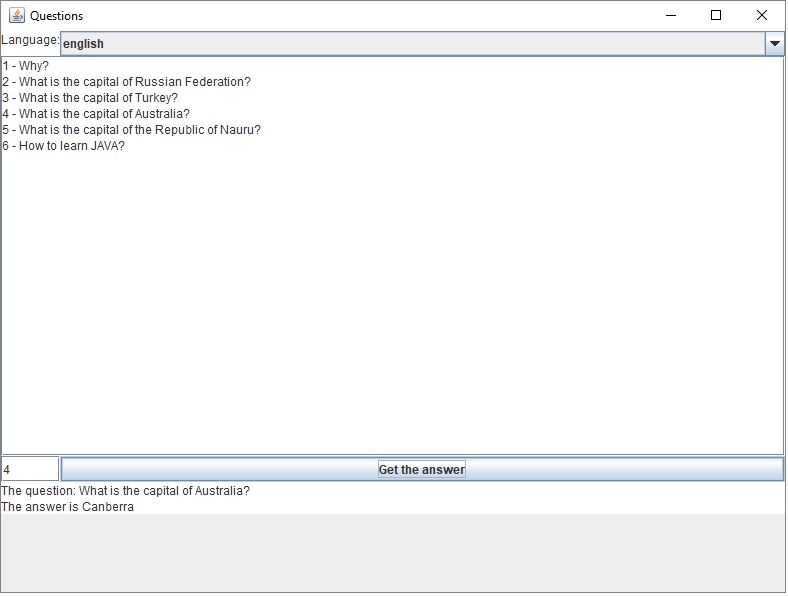 Questions
Language: english
1 - Why?
2 - What is the capital of Russian Federation?
3 - What is the capital of Turkey?
4 - What is the capital of Australia?
5 - What is the capital of the Republic of Nauru?
6 - How to learn JAVA?
4 Get the answer
The question: What is the capital of Australia?
The answer is Canberra